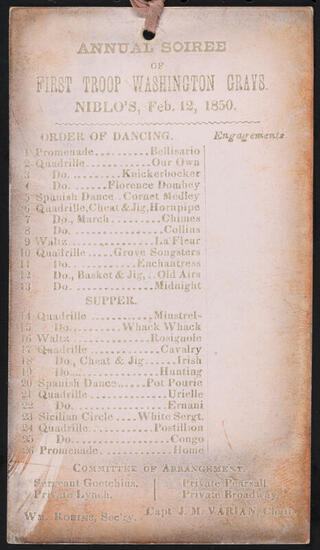 ANNUAL SOIREE
OF
FIRST TROOP WASHINGTON GRAYS.
NIBLO'S, Feb. 12, 1850.
ORDER OF DANCING. Engagements
1 Promenade..........Bellisario
2 Quadrille............Our Own
3 Do..........Knickerbocker
4 Do.......Florence Dombey
5 Spanish Dance..Cornet Medley
6 Quadrille,Cheat & Jig,Hornpipe
7 Do., March.........Chimes
8 Do................Collins
9 Waltz...............La Fleur
10 Quadrille......Grove Songsters
11 Do............Enchantress
12 Do., Basket & Jig,..Old Airs
13 Do..............Midnight
SUPPER.
14 Quadrille............Minstrel-
15 Do..........Whack Whack
16 Waltz..............Rosignole
17 Quadrille.............Cavalry
18 Do., Cheat & Jig......Irish
19 Do................Hunting
20 Spanish Dance.....Pot Pourie
21 Quadrille.............Urielle
22 Do.................Ernani
23 Sicilian Circle....White Sergt.
24 Quadrille...........Postillion
25 Do..................Congo
26 Promenade.............Home
COMMITTEE OF ARRANGEMENT.
Sergeant Goetchius. Private Pearsall
Private Lynch. Private Broadway
WM. ROBINS, Sec'ry. Capt J. M. VARIAN,